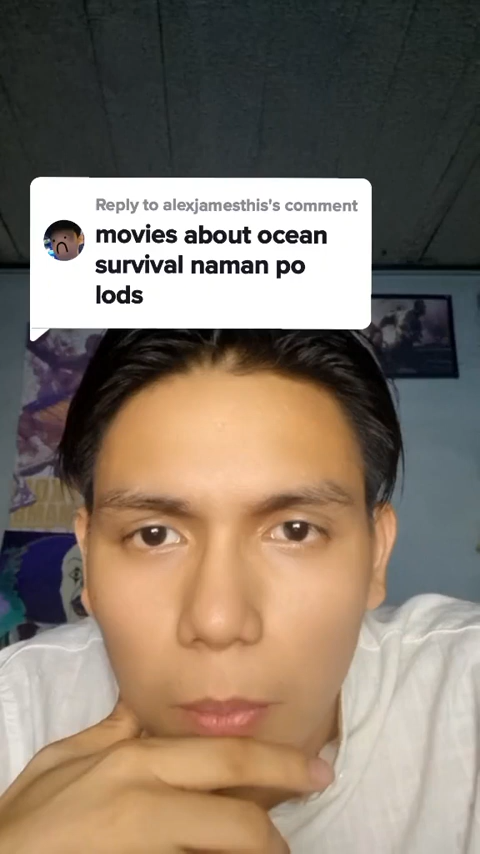 Reply to alexjamesthis's comment
movies about ocean
survival naman po
lods